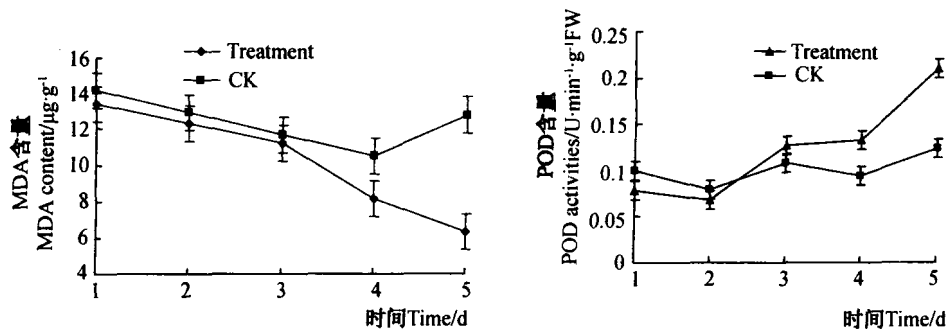 16
14
12
10
8
6
4
MDA含量
MDA content/μg·g⁻¹
Treatment
CK
1 2 3 4 5
时间Time/d
0.25
0.2
0.15
0.1
0.05
0
POD含量
POD activities/U·min⁻¹·g⁻¹FW
Treatment
CK
1 2 3 4 5
时间Time/d